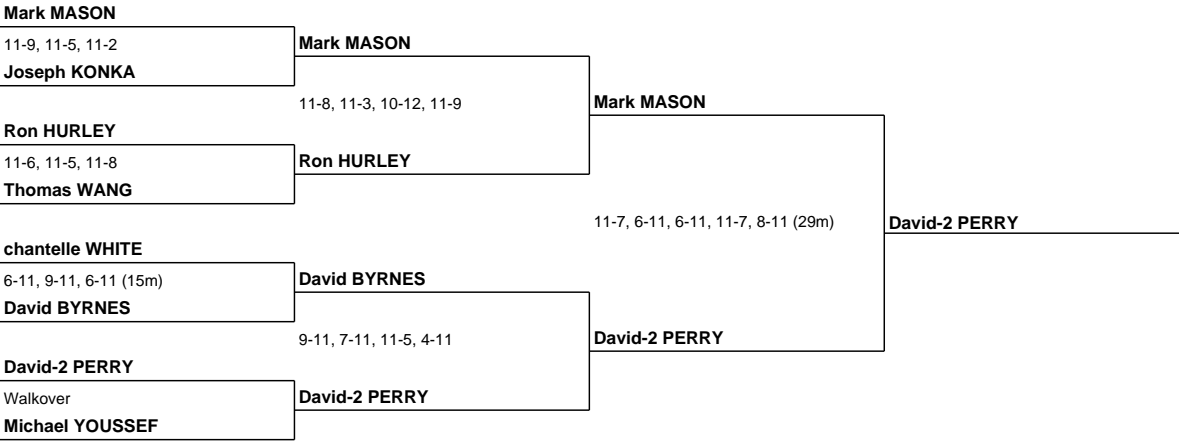 Mark MASON
11-9, 11-5, 11-2
Mark MASON
Joseph KONKA
11-8, 11-3, 10-12, 11-9
Mark MASON
Ron HURLEY
11-6, 11-5, 11-8
Ron HURLEY
Thomas WANG
11-7, 6-11, 6-11, 11-7, 8-11 (29m)
David-2 PERRY
chantelle WHITE
6-11, 9-11, 6-11 (15m)
David BYRNES
David BYRNES
9-11, 7-11, 11-5, 4-11
David-2 PERRY
David-2 PERRY
Walkover
David-2 PERRY
Michael YOUSSEF